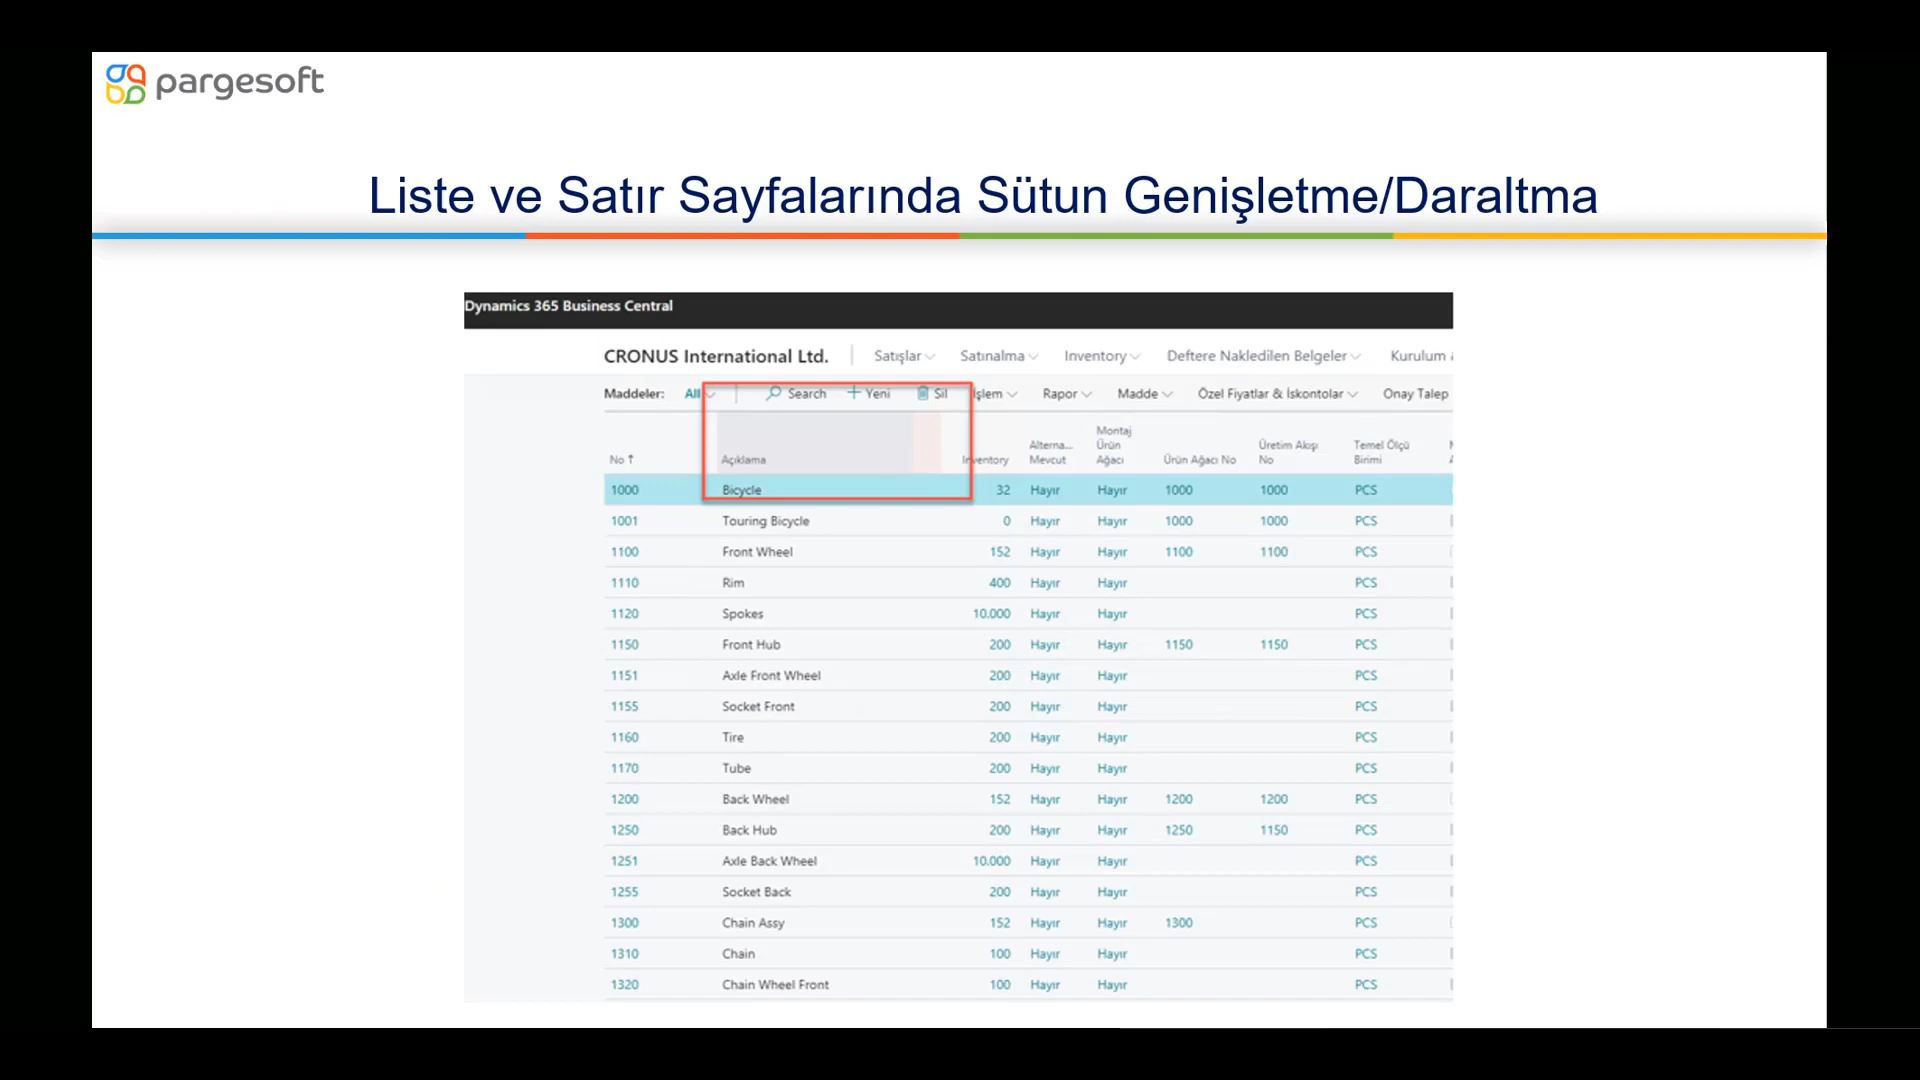 pargesoft
Liste ve Satır Sayfalarında Sütun Genişletme/Daraltma
Dynamics 365 Business Central
CRONUS International Ltd. Satışlar Satınalma Inventory Deftere Nakledilen Belgeler Kurulum
Maddeler: All Search + Yeni Sil İşlem Rapor Madde Özel Fiyatlar & İskontolar Onay Talep
No ↑ Açıklama Inventory Alterna... Mevcut Montaj Ürün Ağacı Ürün Ağacı No Üretim Akışı No Temel Ölçü Birimi
1000 Bicycle 32 Hayır Hayır 1000 1000 PCS
1001 Touring Bicycle 0 Hayır Hayır 1000 1000 PCS
1100 Front Wheel 152 Hayır Hayır 1100 1100 PCS
1110 Rim 400 Hayır Hayır PCS
1120 Spokes 10.000 Hayır Hayır PCS
1150 Front Hub 200 Hayır Hayır 1150 1150 PCS
1151 Axle Front Wheel 200 Hayır Hayır PCS
1155 Socket Front 200 Hayır Hayır PCS
1160 Tire 200 Hayır Hayır PCS
1170 Tube 200 Hayır Hayır PCS
1200 Back Wheel 152 Hayır Hayır 1200 1200 PCS
1250 Back Hub 200 Hayır Hayır 1250 1150 PCS
1251 Axle Back Wheel 10.000 Hayır Hayır PCS
1255 Socket Back 200 Hayır Hayır PCS
1300 Chain Assy 152 Hayır Hayır 1300 PCS
1310 Chain 100 Hayır Hayır PCS
1320 Chain Wheel Front 100 Hayır Hayır PCS